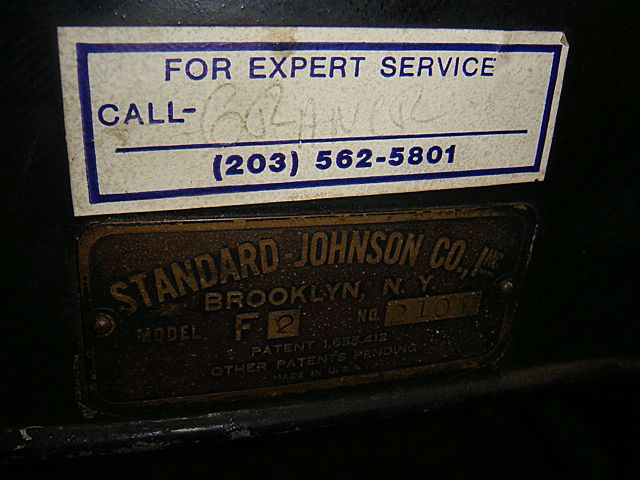 FOR EXPERT SERVICE
CALL-
(203) 562-5801
STANDARD-JOHNSON CO., INC.
BROOKLYN, N. Y.
MODEL F 2 NO.
PATENT 1,653,412
OTHER PATENTS PENDING
MADE IN U.S.A.